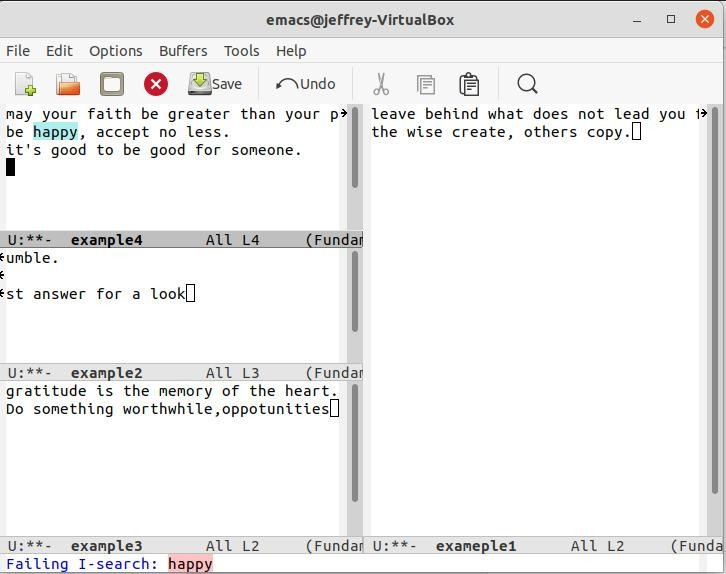 emacs@jeffrey-VirtualBox
File Edit Options Buffers Tools Help
Save Undo
may your faith be greater than your p
be happy, accept no less.
it's good to be good for someone.
U:**- example4 All L4 (Fundam
umble.
st answer for a look
U:**- example2 All L3 (Fundam
gratitude is the memory of the heart.
Do something worthwhile,oppotunities
U:**- example3 All L2 (Fundam
leave behind what does not lead you f
the wise create, others copy.
U:**- exameple1 All L2 (Funda
Failing I-search: happy